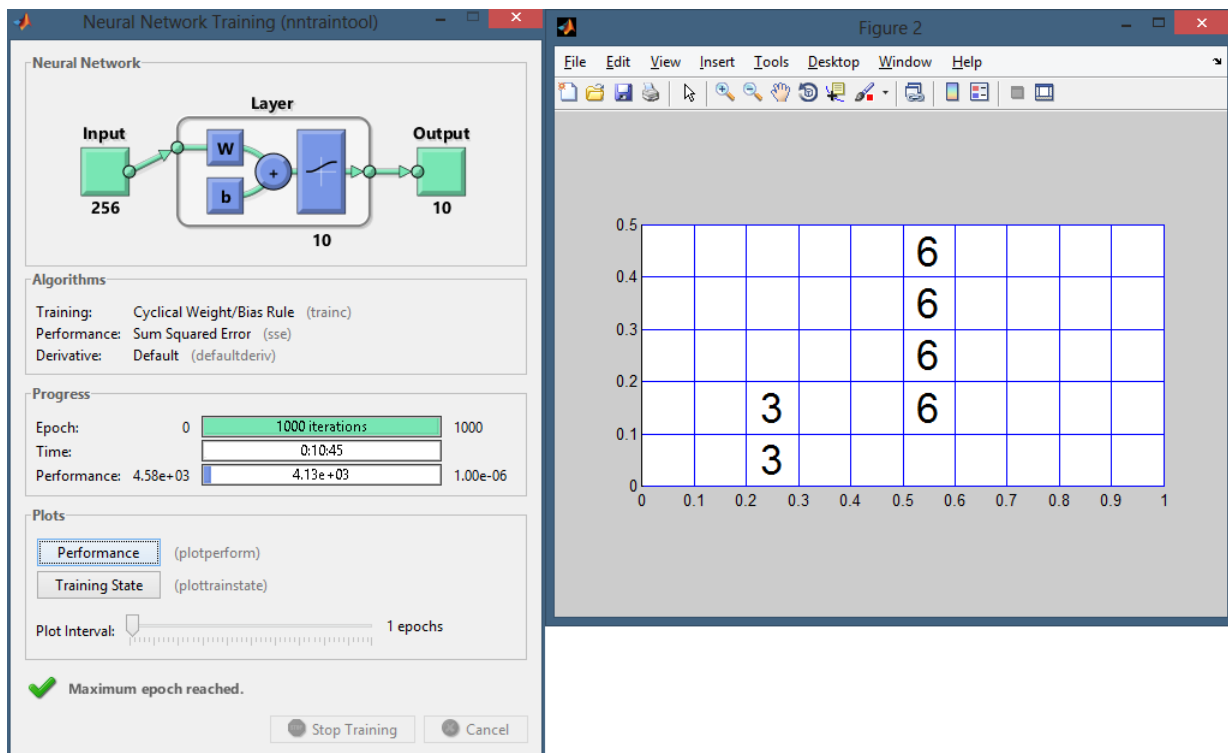 Neural Network Training (nntraintool)
Neural Network
Layer
Input
Output
W
b
+
256
10
10
Algorithms
Training: Cyclical Weight/Bias Rule (trainc)
Performance: Sum Squared Error (sse)
Derivative: Default (defaultderiv)
Progress
Epoch: 0 1000 iterations 1000
Time: 0:10:45
Performance: 4.58e+03 4.13e+03 1.00e-06
Plots
Performance (plotperform)
Training State (plottrainstate)
Plot Interval: 1 epochs
Maximum epoch reached.
Stop Training Cancel
Figure 2
File Edit View Insert Tools Desktop Window Help
0.5
6
0.4
6
0.3
6
0.2
3 6
0.1
3
0
0 0.1 0.2 0.3 0.4 0.5 0.6 0.7 0.8 0.9 1